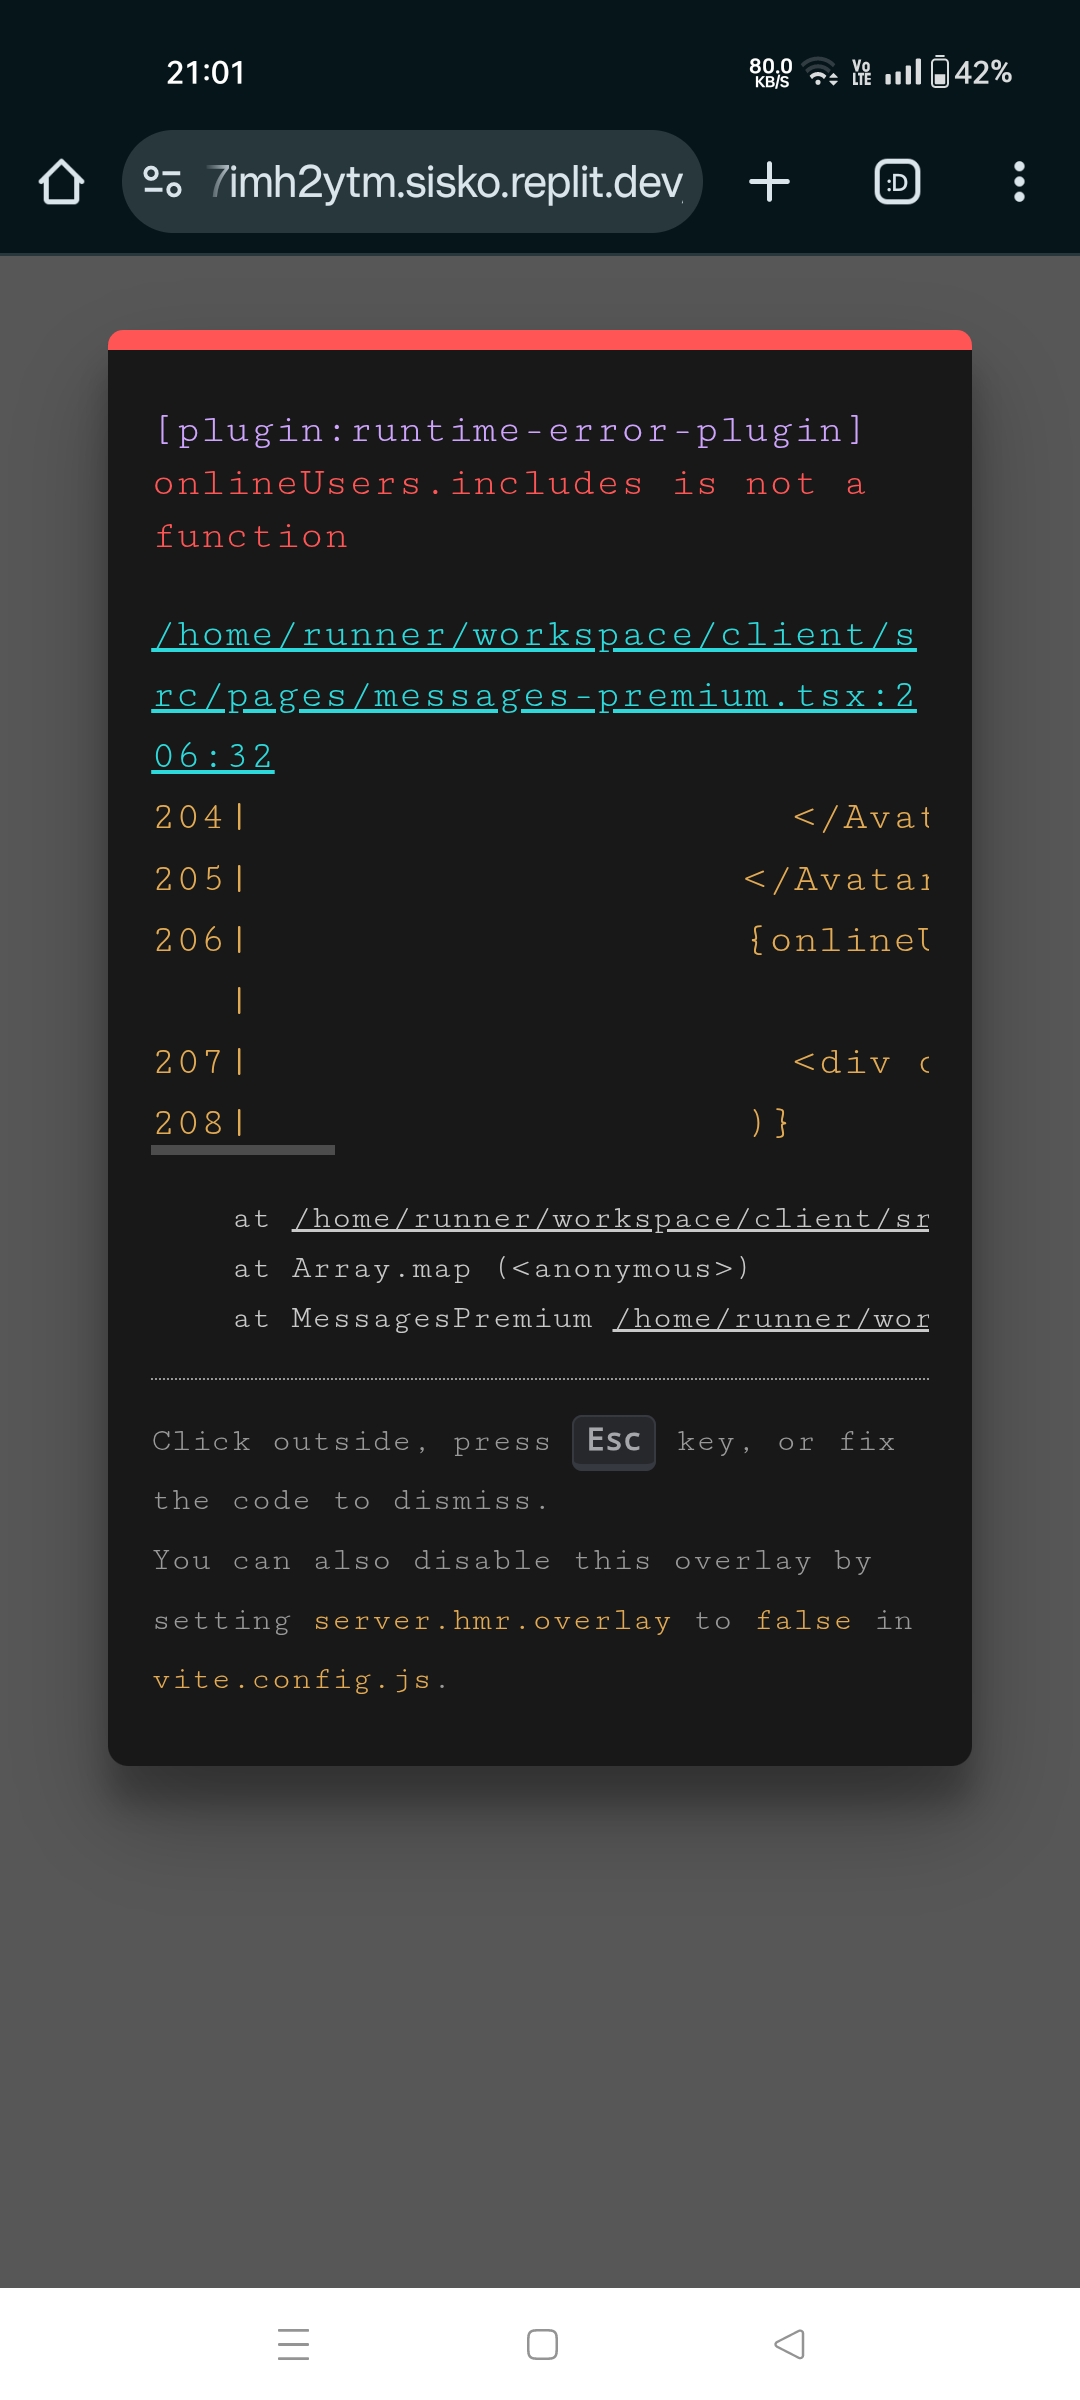 21:01
80.0 KB/S Vo LTE 42%
7imh2ytm.sisko.replit.dev
:D
[plugin:runtime-error-plugin]
onlineUsers.includes is not a
function
/home/runner/workspace/client/s
rc/pages/messages-premium.tsx:2
06:32
204| </Avat
205| </Avatar
206| {onlineU
|
207| <div c
208| )}
at /home/runner/workspace/client/sr
at Array.map (<anonymous>)
at MessagesPremium /home/runner/wor
Click outside, press Esc key, or fix
the code to dismiss.
You can also disable this overlay by
setting server.hmr.overlay to false in
vite.config.js.